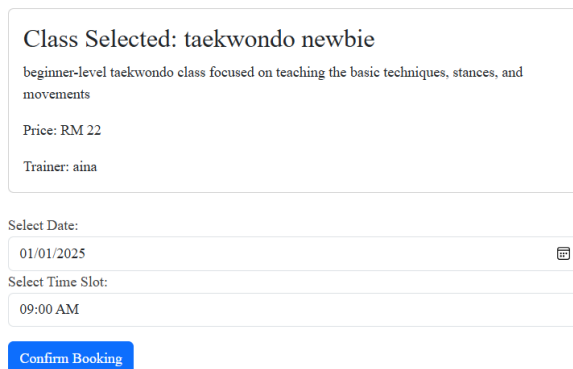 Class Selected: taekwondo newbie
beginner-level taekwondo class focused on teaching the basic techniques, stances, and
movements
Price: RM 22
Trainer: aina
Select Date:
01/01/2025
Select Time Slot:
09:00 AM
Confirm Booking